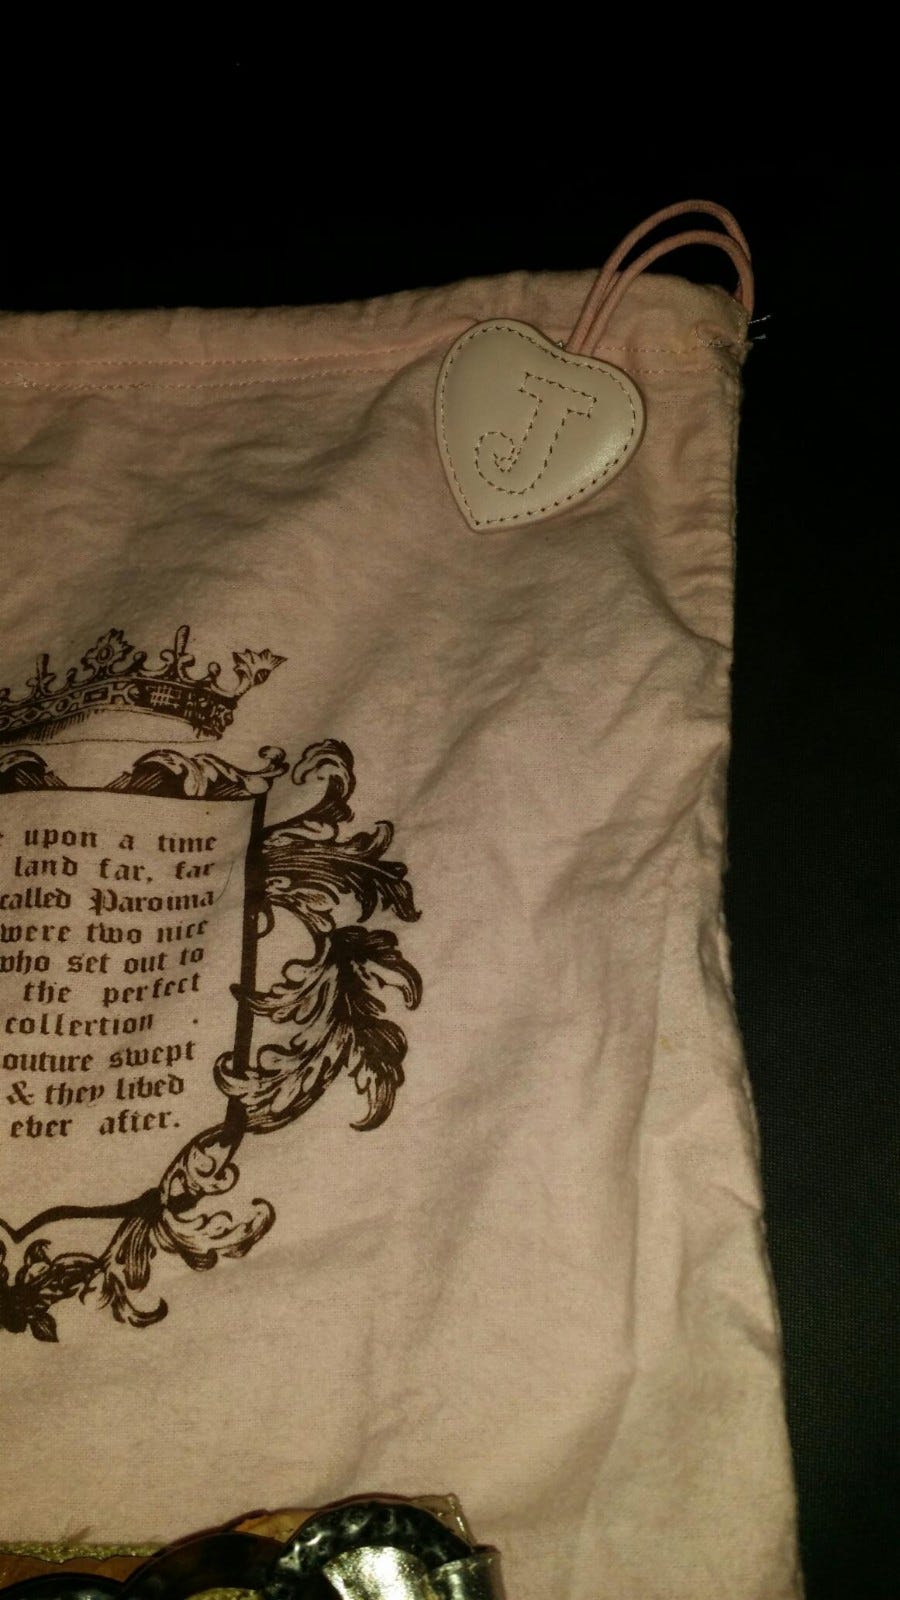 J
upon a time
land far, far
called Paroima
were two nice
who set out to
the perfect
collection .
outure swept
& they lived
ever after.